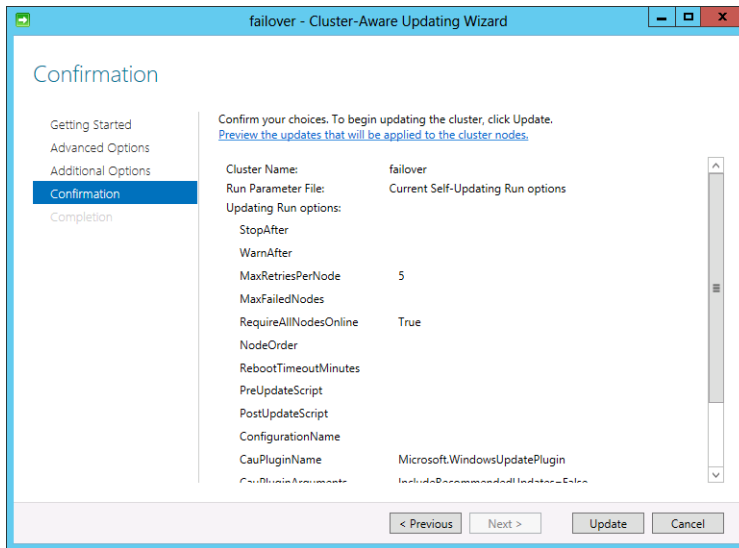 failover - Cluster-Aware Updating Wizard
Confirmation
Getting Started
Advanced Options
Additional Options
Confirmation
Completion
Confirm your choices. To begin updating the cluster, click Update.
Preview the updates that will be applied to the cluster nodes.
Cluster Name: failover
Run Parameter File: Current Self-Updating Run options
Updating Run options:
StopAfter
WarnAfter
MaxRetriesPerNode 5
MaxFailedNodes
RequireAllNodesOnline True
NodeOrder
RebootTimeoutMinutes
PreUpdateScript
PostUpdateScript
ConfigurationName
CauPluginName Microsoft.WindowsUpdatePlugin
CauPluginArguments IncludeRecommendedUpdates=False
< Previous Next > Update Cancel